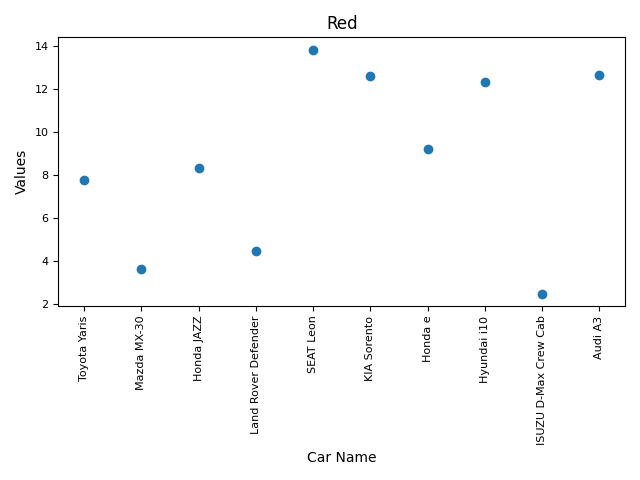 Red
Values
14
12
10
8
6
4
2
Toyota Yaris
Mazda MX-30
Honda JAZZ
Land Rover Defender
SEAT Leon
KIA Sorento
Honda e
Hyundai i10
ISUZU D-Max Crew Cab
Audi A3
Car Name